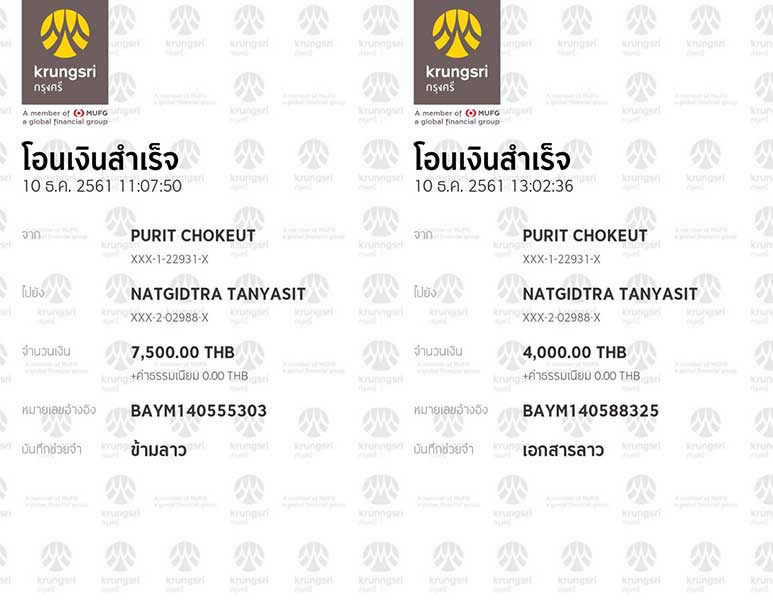 krungsri
กรุงศรี
A member of MUFG
a global financial group
โอนเงินสำเร็จ
10 ธ.ค. 2561 11:07:50
จาก
PURIT CHOKEUT
XXX-1-22931-X
ไปยัง
NATGIDTRA TANYASIT
XXX-2-02988-X
จำนวนเงิน
7,500.00 THB
+ค่าธรรมเนียม 0.00 THB
หมายเลขอ้างอิง
BAYM140555303
บันทึกช่วยจำ
ข้ามลาว
krungsri
กรุงศรี
A member of MUFG
a global financial group
โอนเงินสำเร็จ
10 ธ.ค. 2561 13:02:36
จาก
PURIT CHOKEUT
XXX-1-22931-X
ไปยัง
NATGIDTRA TANYASIT
XXX-2-02988-X
จำนวนเงิน
4,000.00 THB
+ค่าธรรมเนียม 0.00 THB
หมายเลขอ้างอิง
BAYM140588325
บันทึกช่วยจำ
เอกสารลาว